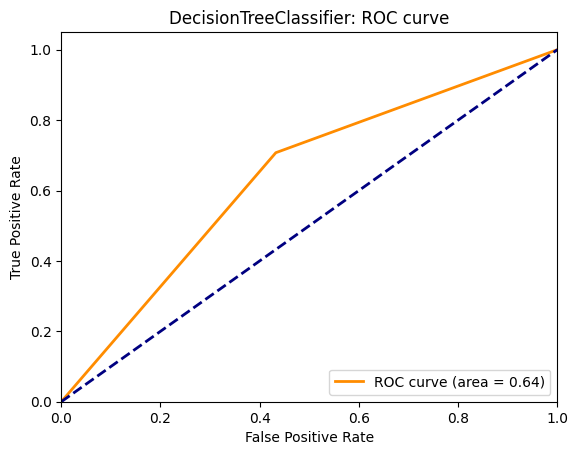 DecisionTreeClassifier: ROC curve
1.0
0.8
0.6
0.4
0.2
0.0
True Positive Rate
ROC curve (area = 0.64)
0.0 0.2 0.4 0.6 0.8 1.0
False Positive Rate